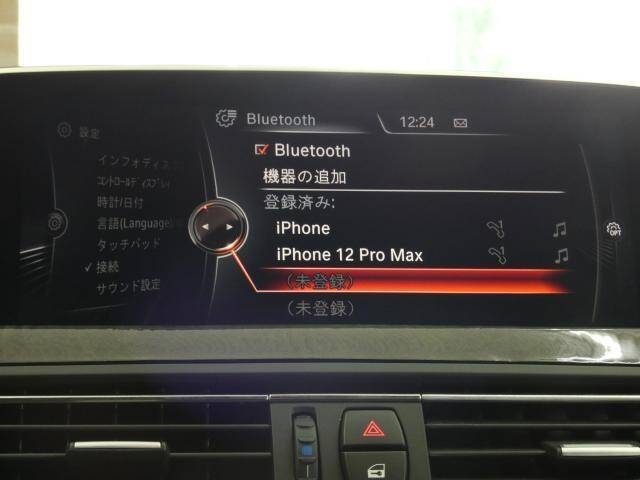 Bluetooth
12:24
設定
インフォディスプ
コントロールディスプレイ
時計/日付
言語(Language)
タッチパッド
接続
サウンド設定
Bluetooth
機器の追加
登録済み:
iPhone
iPhone 12 Pro Max
(未登録)
(未登録)
OPT